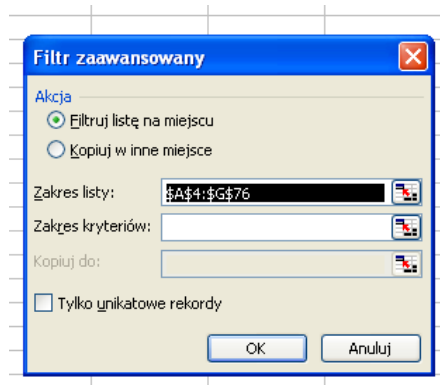 Filtr zaawansowany
Akcja
Filtruj listę na miejscu
Kopiuj w inne miejsce
Zakres listy: $A$4:$G$76
Zakres kryteriów:
Kopiuj do:
Tylko unikatowe rekordy
OK Anuluj